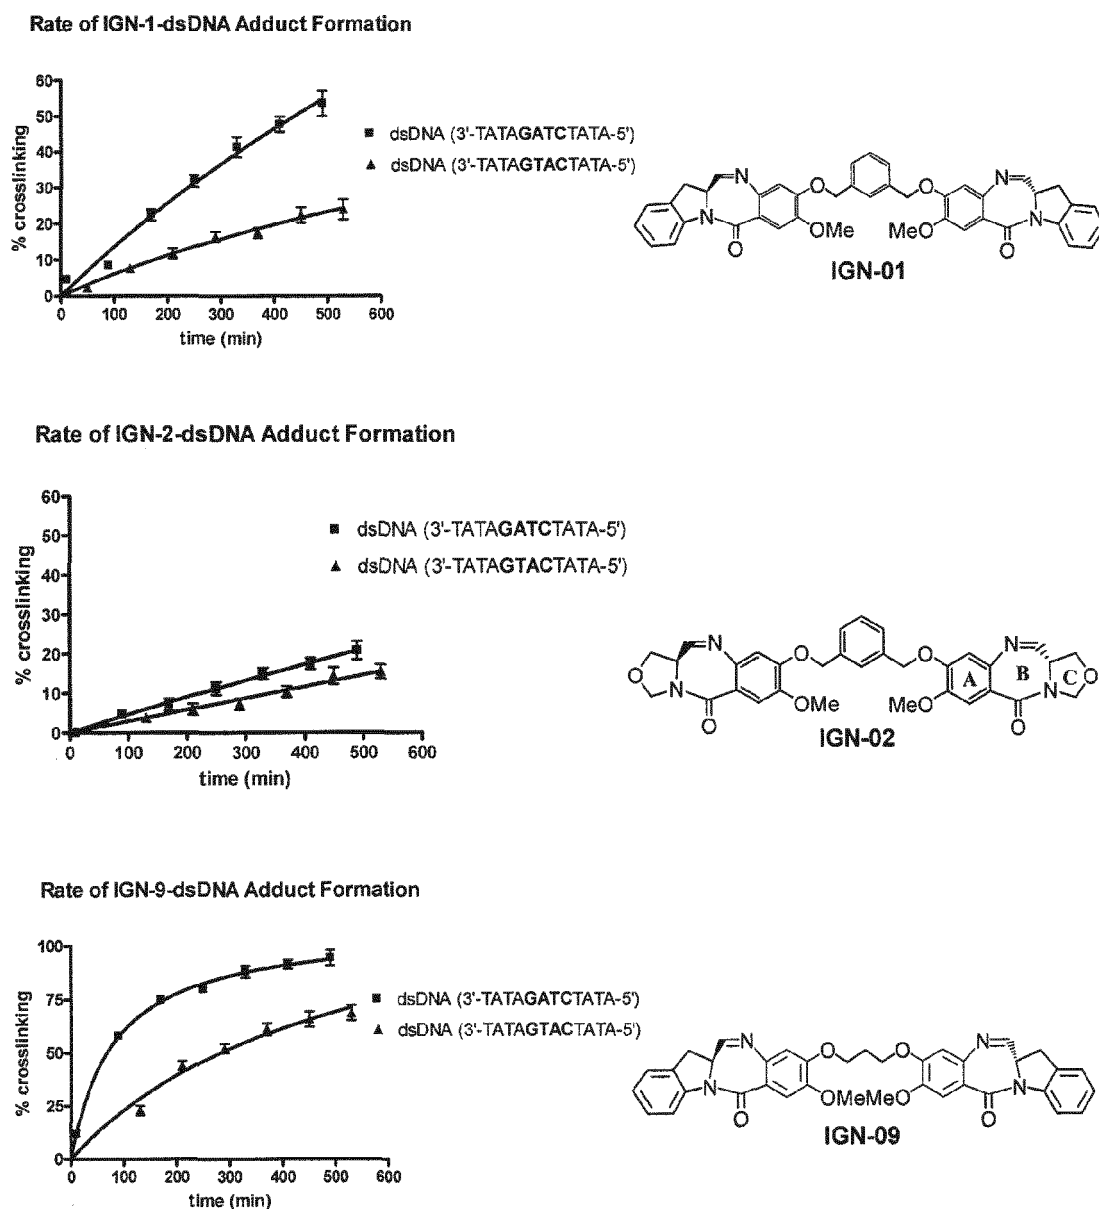 Rate of IGN-1-dsDNA Adduct Formation
60
50
40
30
20
10
0
% crosslinking
0 100 200 300 400 500 600
time (min)
dsDNA (3'-TATAGATCTATA-5')
dsDNA (3'-TATAGTACTATA-5')
N O O N
N OMe MeO N
O O
IGN-01
Rate of IGN-2-dsDNA Adduct Formation
60
50
40
30
20
10
0
% crosslinking
0 100 200 300 400 500 600
time (min)
dsDNA (3'-TATAGATCTATA-5')
dsDNA (3'-TATAGTACTATA-5')
N O O N
O N OMe MeO A B N C O
O O
IGN-02
Rate of IGN-9-dsDNA Adduct Formation
100
75
50
25
0
% crosslinking
0 100 200 300 400 500 600
time (min)
dsDNA (3'-TATAGATCTATA-5')
dsDNA (3'-TATAGTACTATA-5')
N O O N
N OMeMeO N
O O
IGN-09